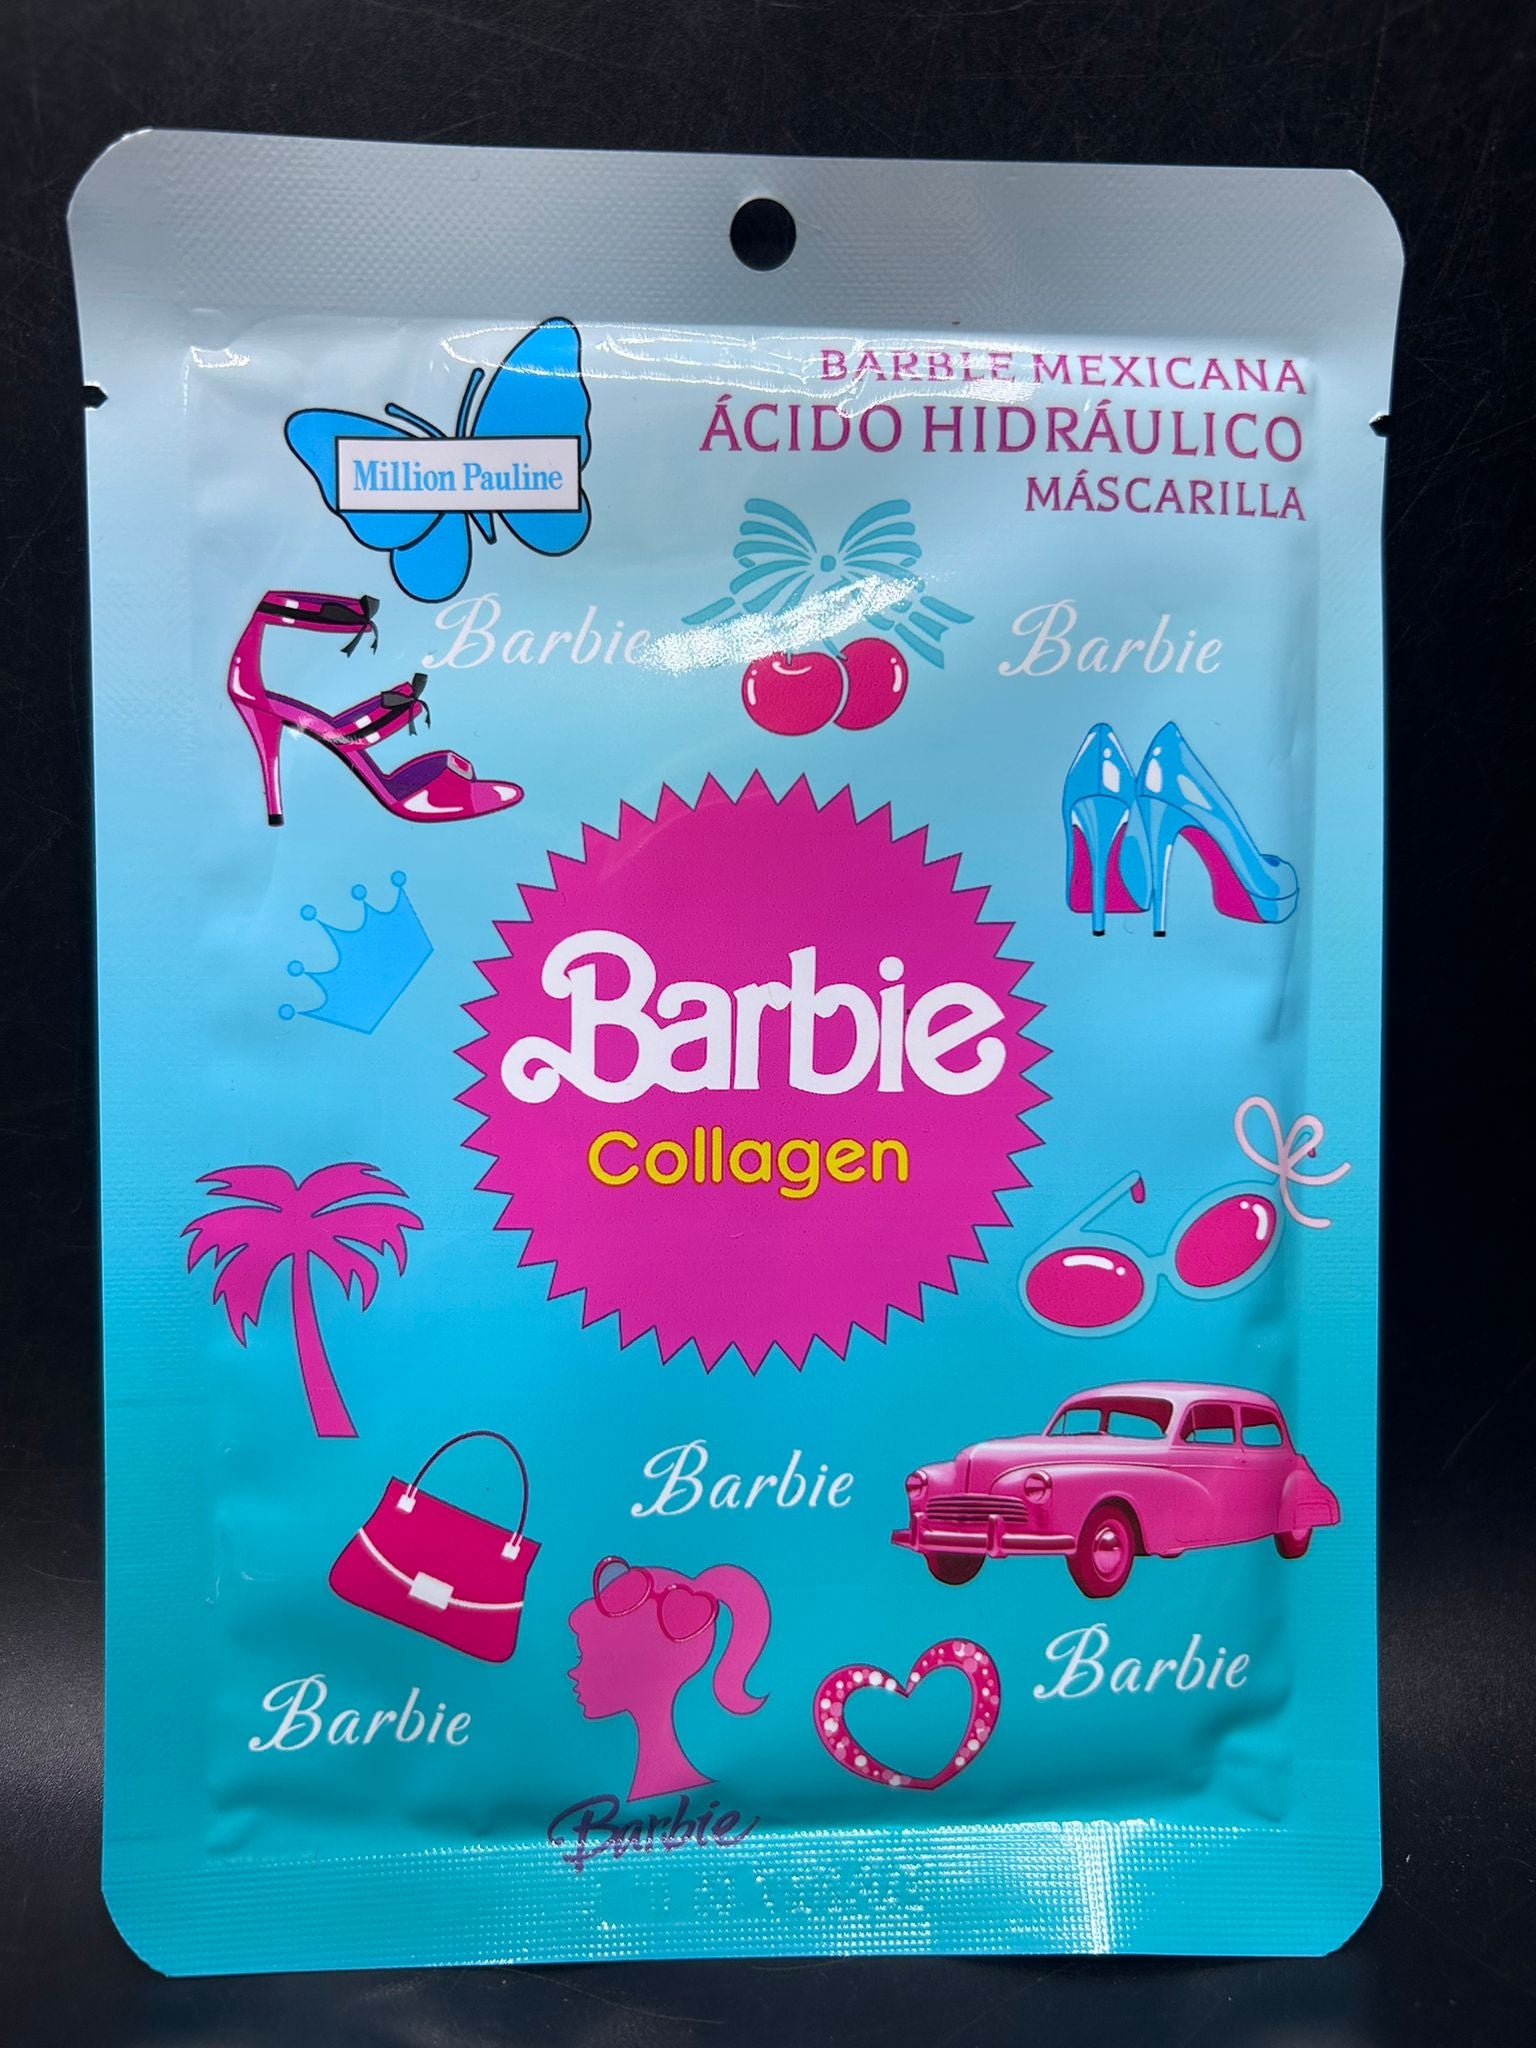 BARBLE MEXICANA
ÁCIDO HIDRÁULICO
MÁSCARILLA
Million Pauline
Barbie
Barbie
Barbie
Collagen
Barbie
Barbie
Barbie
Barbie